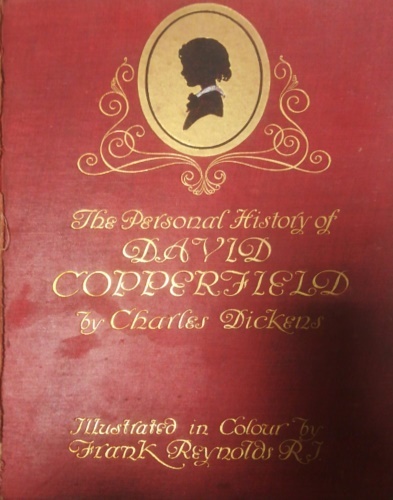 The Personal History of
DAVID
COPPERFIELD
by Charles Dickens
Illustrated in Colour by
Frank Reynolds R.I.